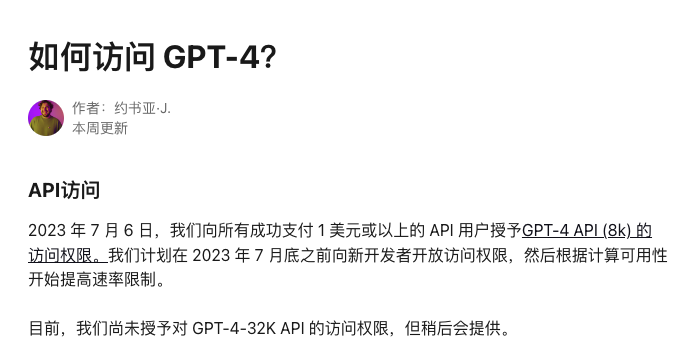 如何访问 GPT-4？
作者：约书亚·J.
本周更新
API访问
2023 年 7 月 6 日，我们向所有成功支付 1 美元或以上的 API 用户授予GPT-4 API (8k) 的
访问权限。我们计划在 2023 年 7 月底之前向新开发者开放访问权限，然后根据计算可用性
开始提高速率限制。
目前，我们尚未授予对 GPT-4-32K API 的访问权限，但稍后会提供。